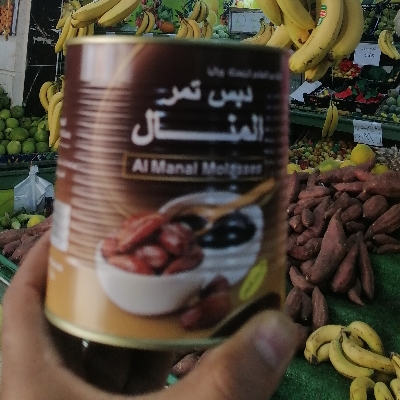 دبس تمر
المنال
Al Manal Molasses